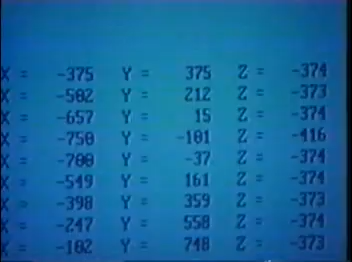 X = -375 Y = 375 Z = -374
X = -502 Y = 212 Z = -373
X = -657 Y = 15 Z = -374
X = -750 Y = -101 Z = -416
X = -700 Y = -37 Z = -374
X = -549 Y = 161 Z = -374
X = -398 Y = 359 Z = -373
X = -247 Y = 558 Z = -374
X = -102 Y = 748 Z = -373